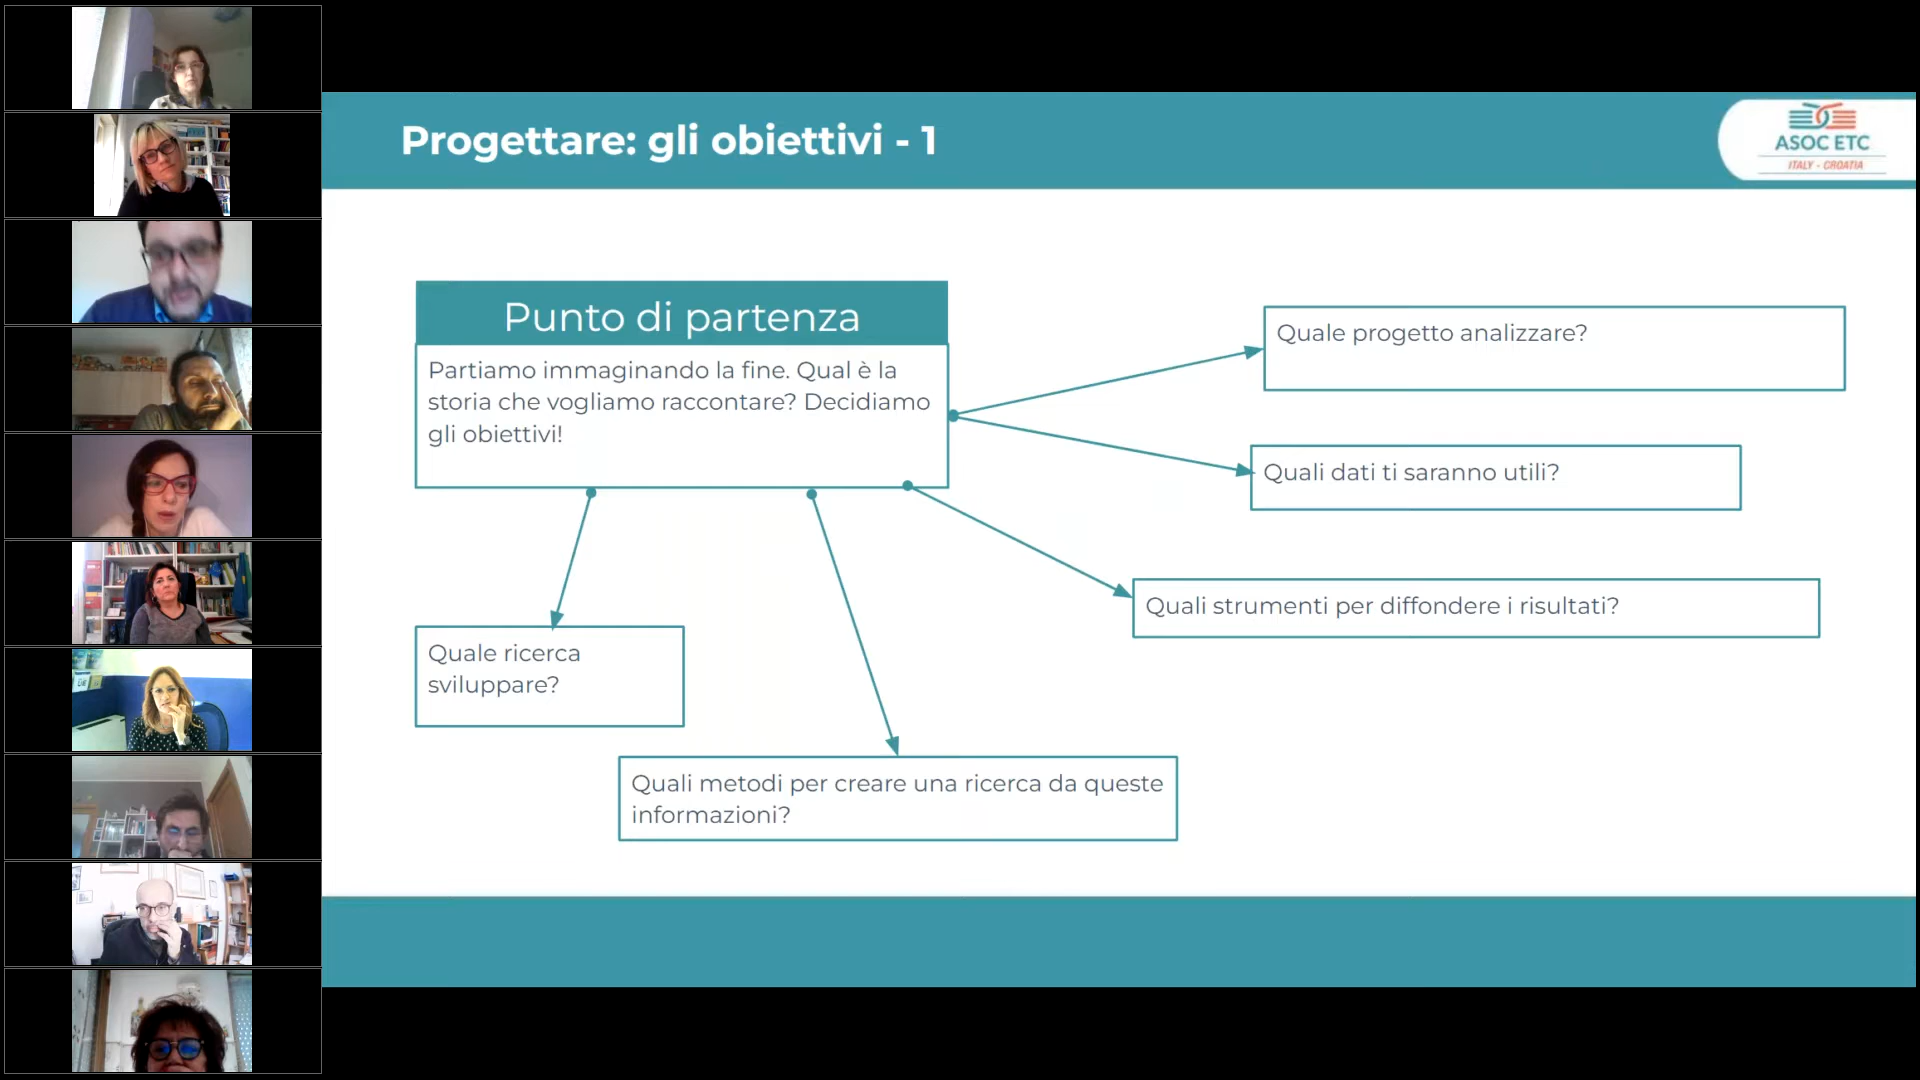 Progettare: gli obiettivi - 1
ASOC ETC
ITALY - CROATIA
Punto di partenza
Partiamo immaginando la fine. Qual è la
storia che vogliamo raccontare? Decidiamo
gli obiettivi!
Quale progetto analizzare?
Quali dati ti saranno utili?
Quali strumenti per diffondere i risultati?
Quale ricerca
sviluppare?
Quali metodi per creare una ricerca da queste
informazioni?